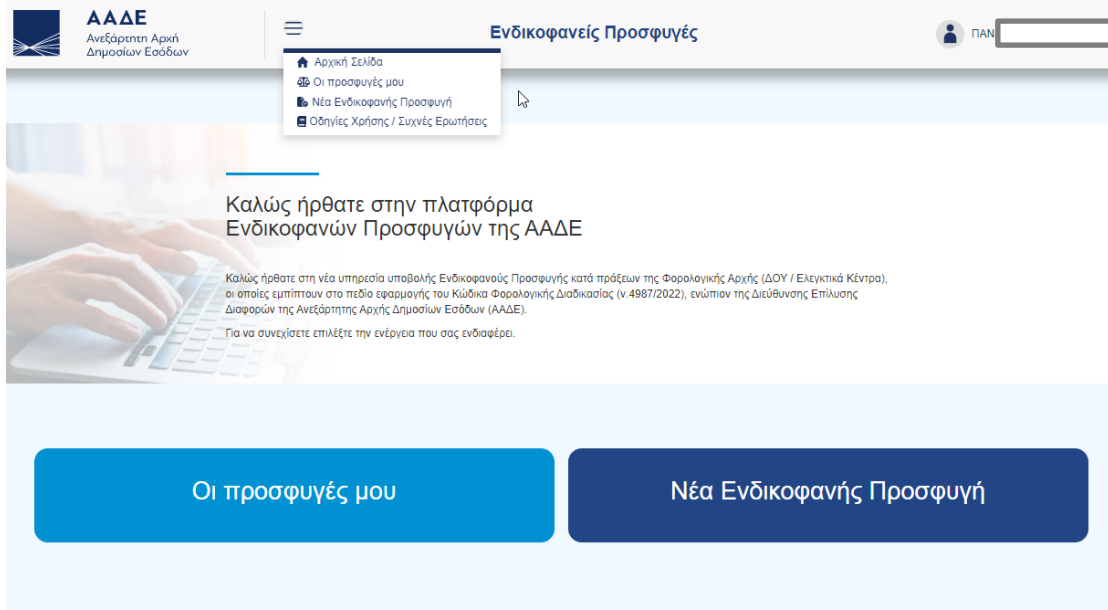 ΑΑΔΕ
Ανεξάρτητη Αρχή
Δημοσίων Εσόδων
Ενδικοφανείς Προσφυγές
ΠΑΝ
Αρχική Σελίδα
Οι προσφυγές μου
Νέα Ενδικοφανής Προσφυγή
Οδηγίες Χρήσης / Συχνές Ερωτήσεις
Καλώς ήρθατε στην πλατφόρμα
Ενδικοφανών Προσφυγών της ΑΑΔΕ
Καλώς ήρθατε στη νέα υπηρεσία υποβολής Ενδικοφανούς Προσφυγής κατά πράξεων της Φορολογικής Αρχής (ΔΟΥ / Ελεγκτικά Κέντρα),
οι οποίες εμπίπτουν στο πεδίο εφαρμογής του Κώδικα Φορολογικής Διαδικασίας (ν.4987/2022), ενώπιον της Διεύθυνσης Επίλυσης
Διαφορών της Ανεξάρτητης Αρχής Δημοσίων Εσόδων (ΑΑΔΕ).
Για να συνεχίσετε επιλέξτε την ενέργεια που σας ενδιαφέρει.
Οι προσφυγές μου
Νέα Ενδικοφανής Προσφυγή